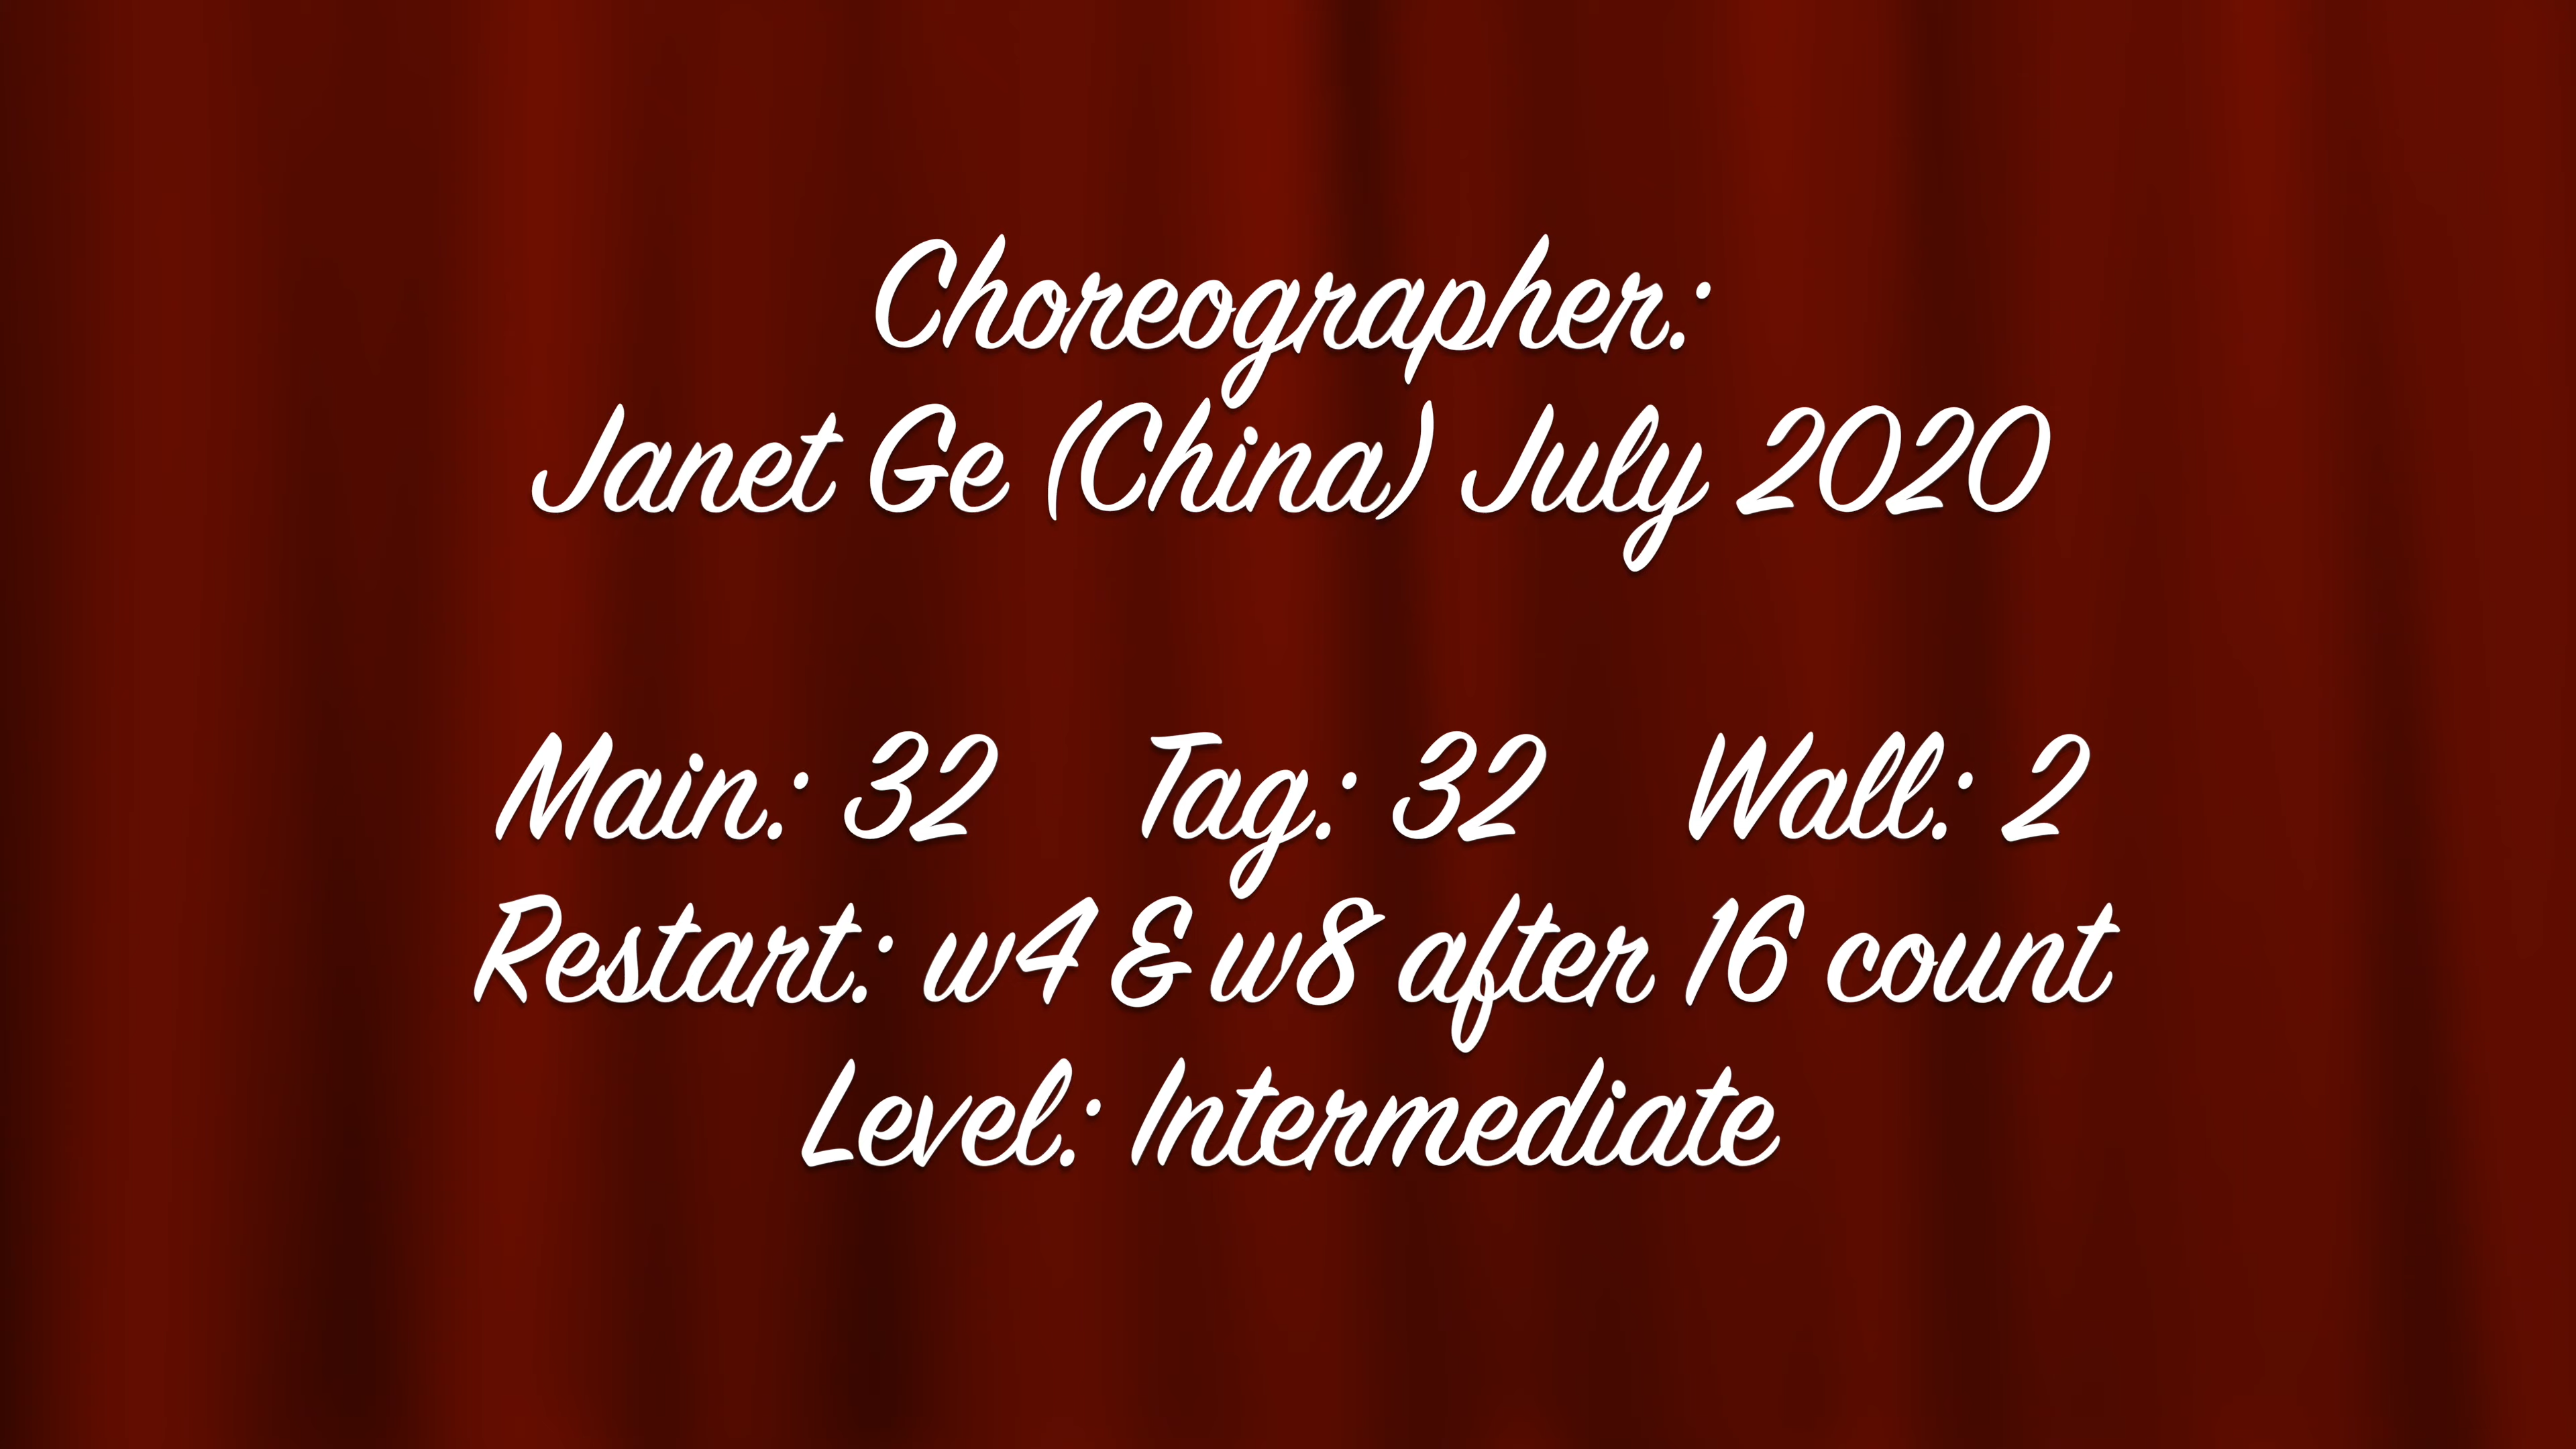 Choreographer:
Janet Ge (China) July 2020
Main: 32 Tag: 32 Wall: 2
Restart: w4 & w8 after 16 count
Level: Intermediate